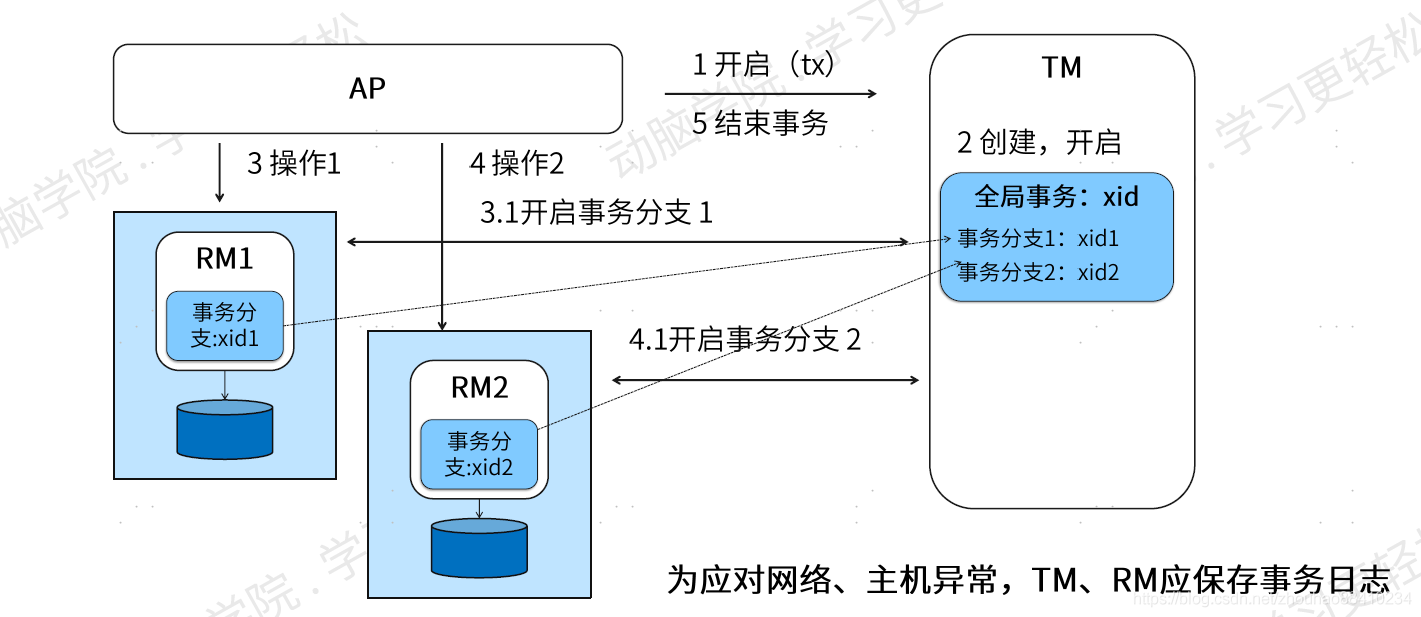 AP
1 开启（tx）
5 结束事务
TM
2 创建，开启
全局事务：xid
事务分支1：xid1
事务分支2：xid2
3 操作1
4 操作2
3.1开启事务分支 1
RM1
事务分
支:xid1
4.1开启事务分支 2
RM2
事务分
支:xid2
为应对网络、主机异常，TM、RM应保存事务日志
动脑学院 . 学习更轻松